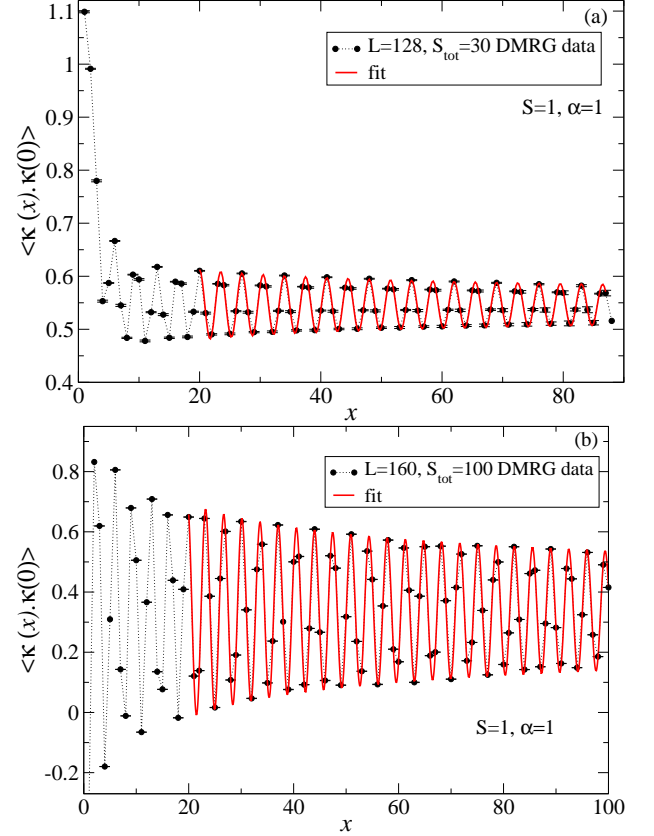 (a)
1.1
1
0.9
0.8
0.7
0.6
0.5
0.4
<κ (x).κ(0)>
L=128, S_tot=30 DMRG data
fit
S=1, α=1
0 20 40 60 80
x
(b)
0.8
0.6
0.4
0.2
0
-0.2
<κ (x).κ(0)>
L=160, S_tot=100 DMRG data
fit
S=1, α=1
0 20 40 60 80 100
x